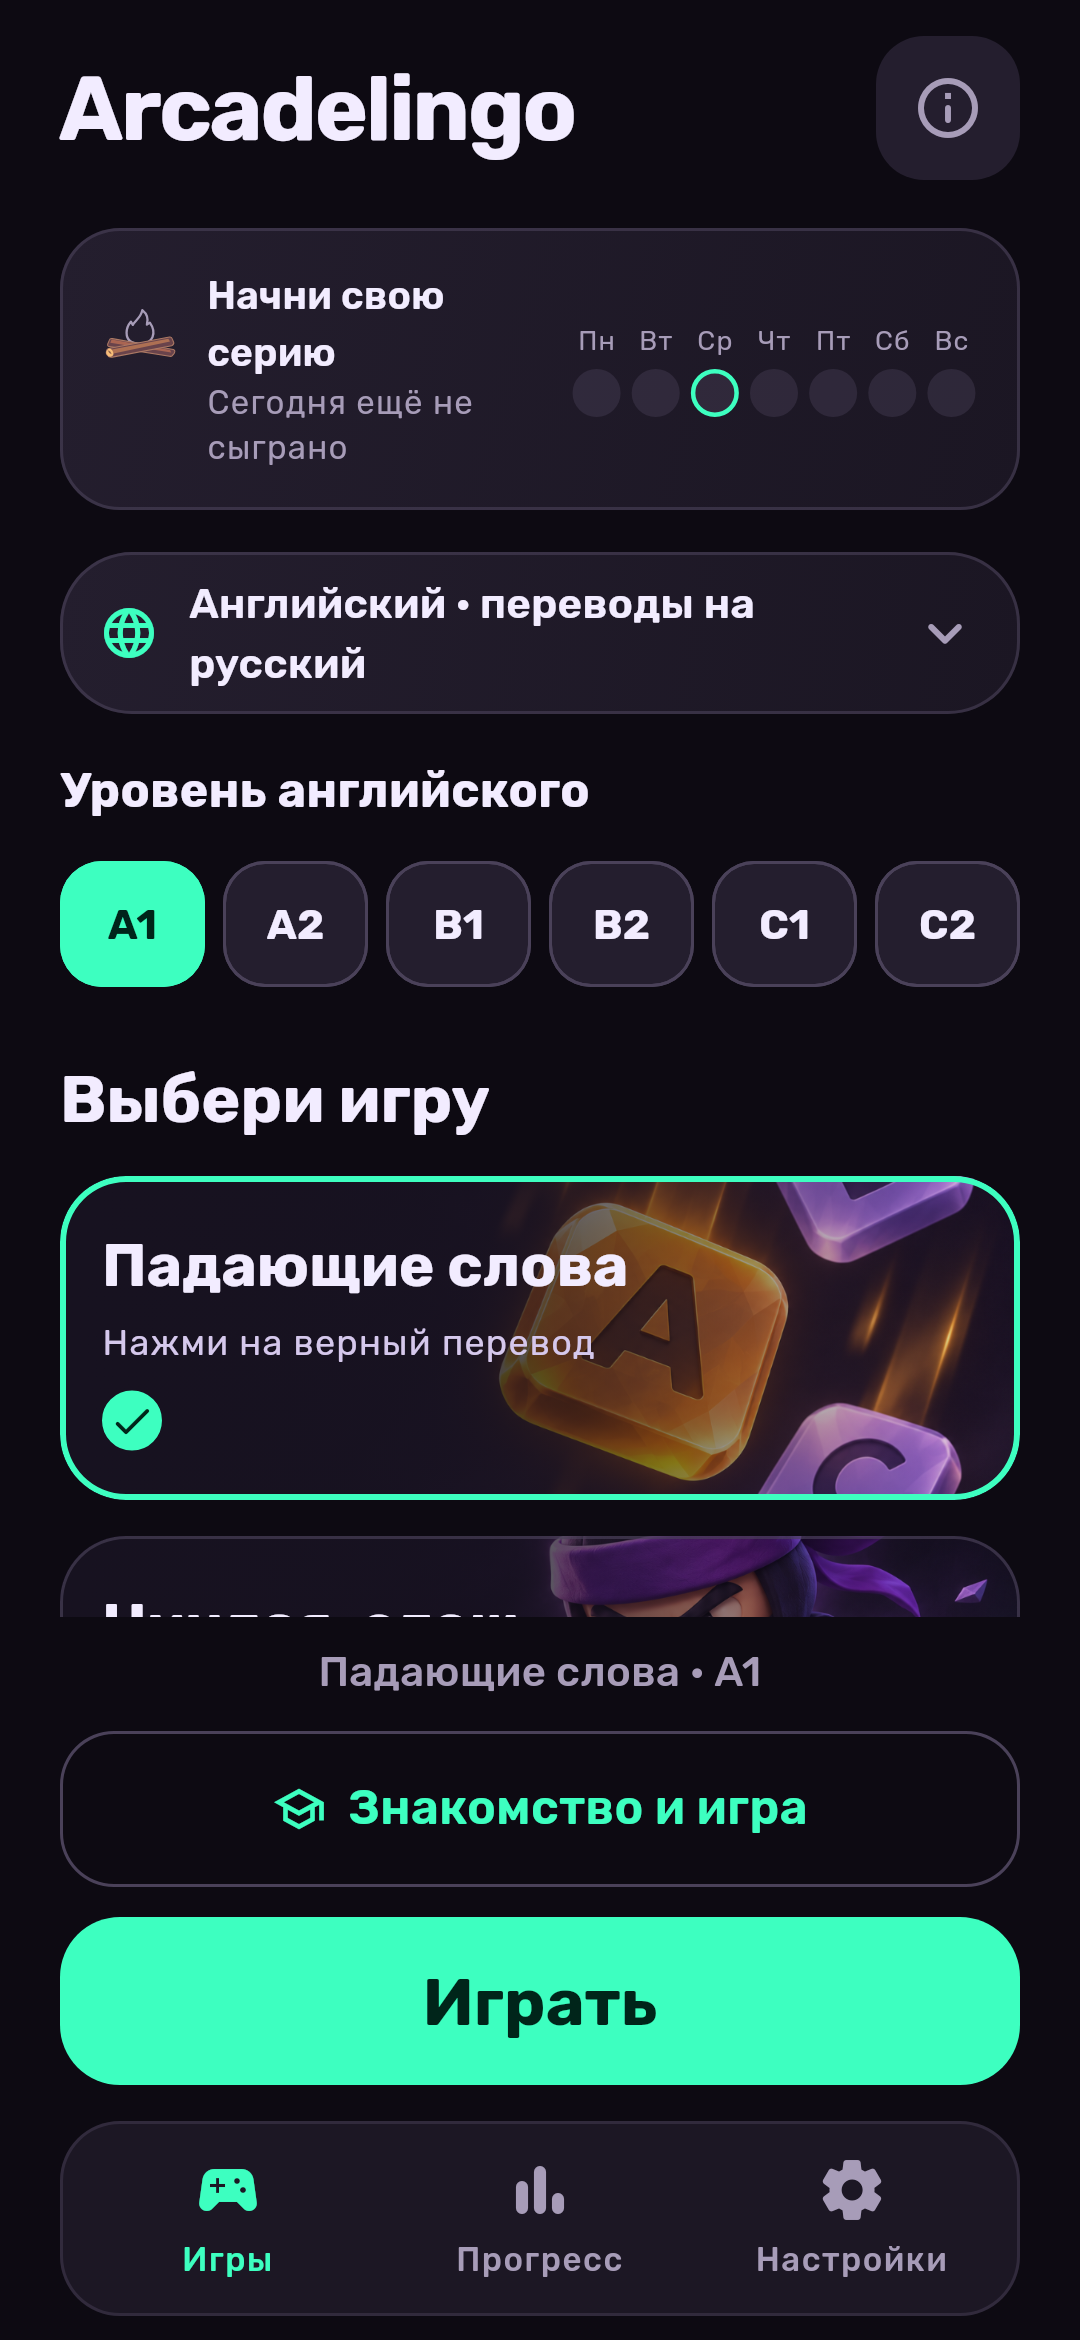 Arcadelingo
Начни свою
серию
Сегодня ещё не
сыграно
Пн Вт Ср Чт Пт Сб Вс
Английский • переводы на
русский
Уровень английского
A1 A2 B1 B2 C1 C2
Выбери игру
Падающие слова
Нажми на верный перевод
A
C
Падающие слова • A1
Знакомство и игра
Играть
Игры Прогресс Настройки